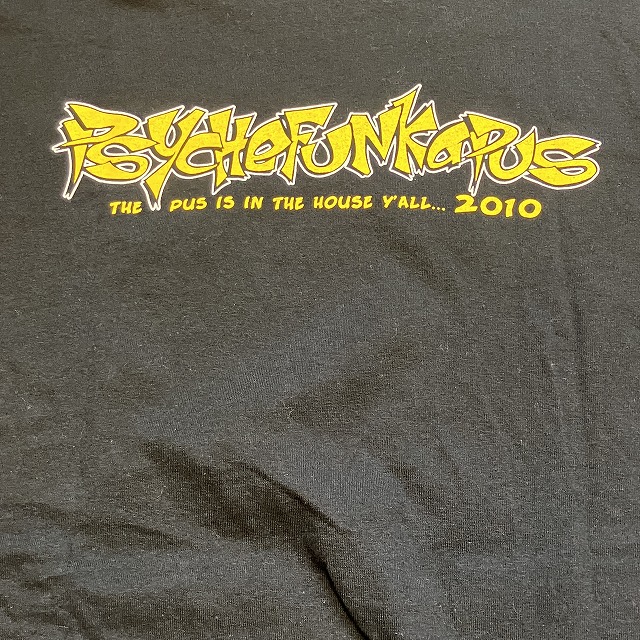 PSYCHEFUNKAPUS
THE PUS IS IN THE HOUSE Y'ALL... 2010